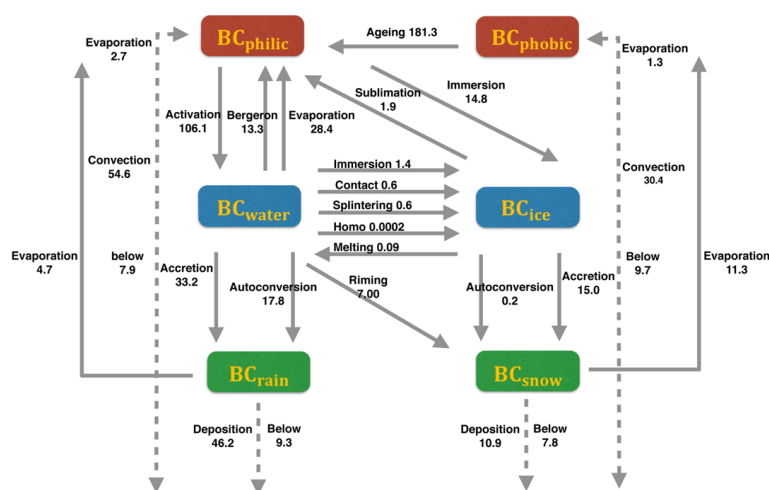 Evaporation
2.7
BCphilic
Ageing 181.3
BCphobic
Evaporation
1.3
Activation
106.1
Bergeron
13.3
Evaporation
28.4
Sublimation
1.9
Immersion
14.8
Convection
54.6
Convection
30.4
Immersion 1.4
Contact 0.6
Splintering 0.6
Homo 0.0002
Melting 0.09
BCwater
BCice
Evaporation
4.7
below
7.9
Accretion
33.2
Autoconversion
17.8
Riming
7.00
Autoconversion
0.2
Accretion
15.0
Below
9.7
Evaporation
11.3
BCrain
BCsnow
Deposition
46.2
Below
9.3
Deposition
10.9
Below
7.8